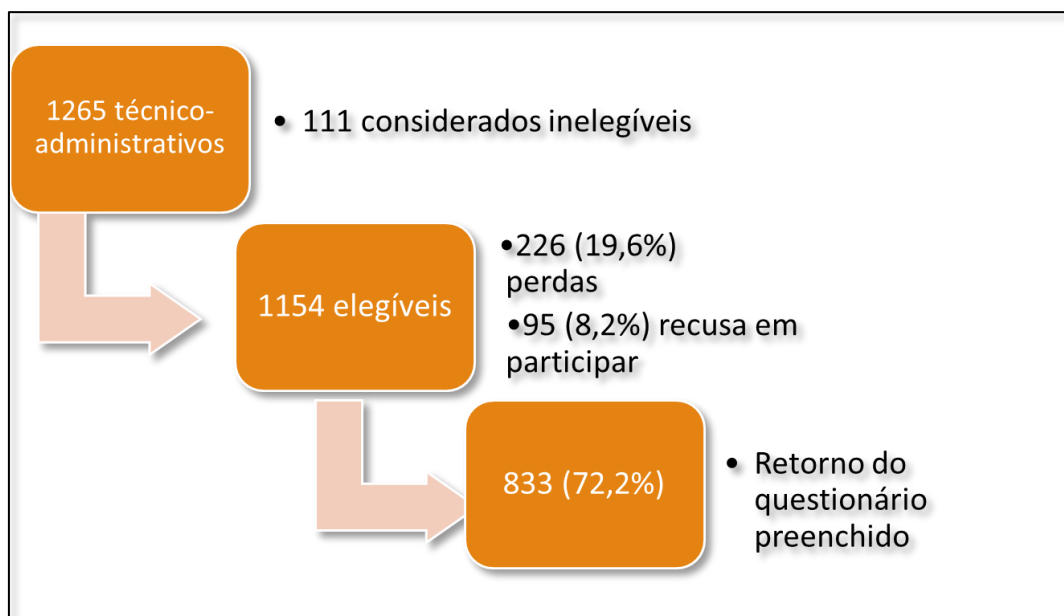 1265 técnico-
administrativos
• 111 considerados inelegíveis
1154 elegíveis
•226 (19,6%)
perdas
•95 (8,2%) recusa em
participar
833 (72,2%)
• Retorno do
questionário
preenchido